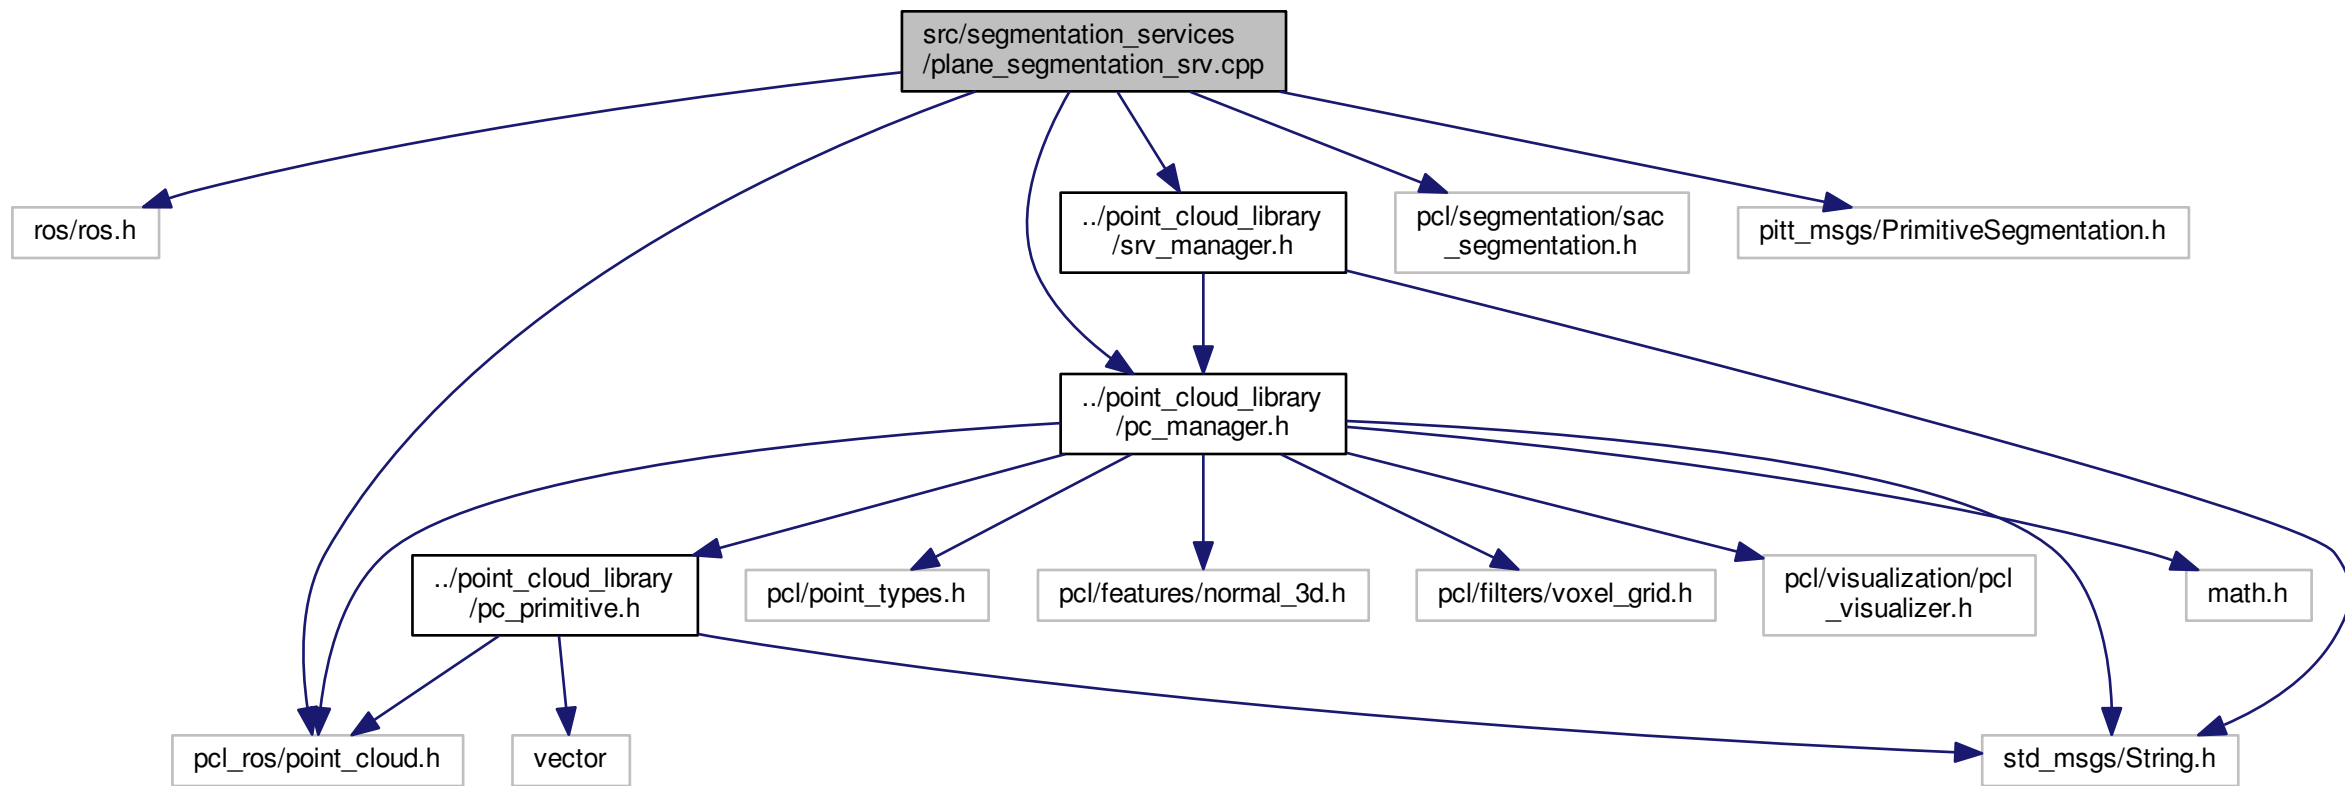 src/segmentation_services
/plane_segmentation_srv.cpp
ros/ros.h
../point_cloud_library
/srv_manager.h
pcl/segmentation/sac
_segmentation.h
pitt_msgs/PrimitiveSegmentation.h
../point_cloud_library
/pc_manager.h
../point_cloud_library
/pc_primitive.h
pcl/point_types.h
pcl/features/normal_3d.h
pcl/filters/voxel_grid.h
pcl/visualization/pcl
_visualizer.h
math.h
pcl_ros/point_cloud.h
vector
std_msgs/String.h